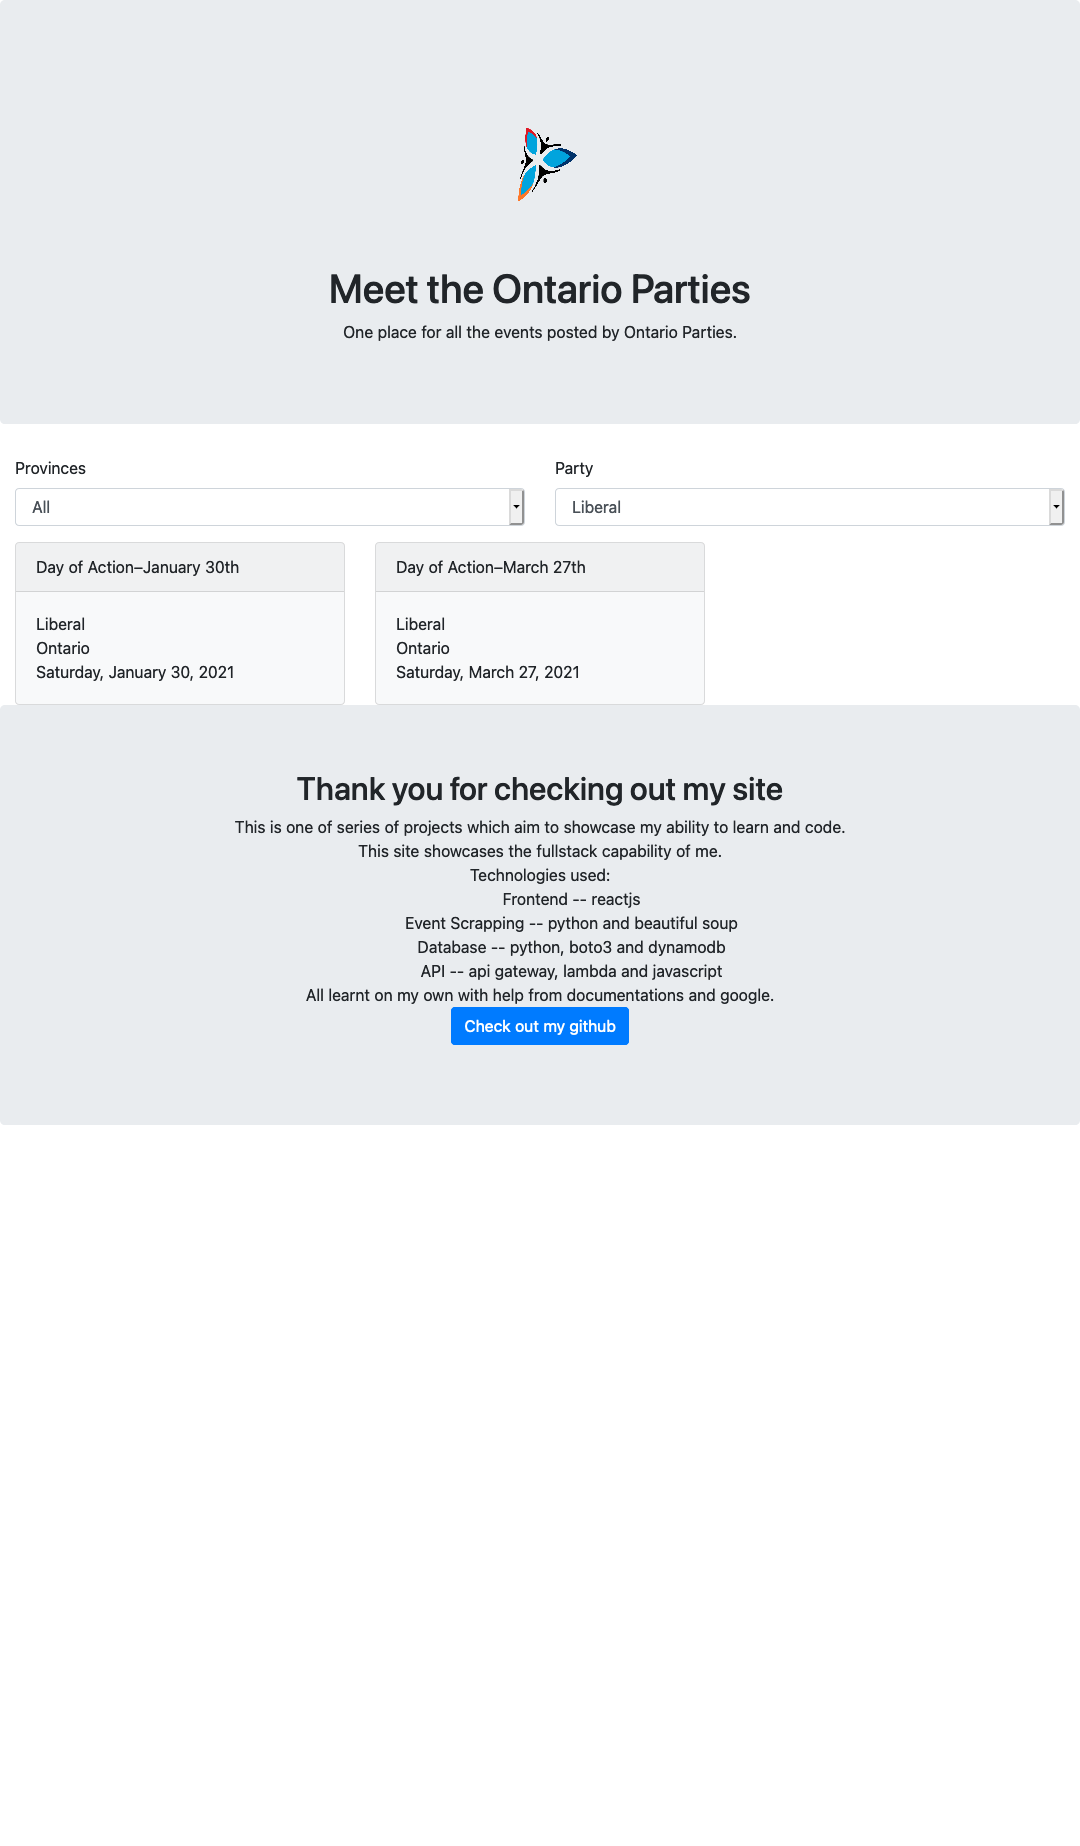 Meet the Ontario Parties
One place for all the events posted by Ontario Parties.
Provinces
All
Party
Liberal
Day of Action–January 30th
Liberal
Ontario
Saturday, January 30, 2021
Day of Action–March 27th
Liberal
Ontario
Saturday, March 27, 2021
Thank you for checking out my site
This is one of series of projects which aim to showcase my ability to learn and code.
This site showcases the fullstack capability of me.
Technologies used:
Frontend -- reactjs
Event Scrapping -- python and beautiful soup
Database -- python, boto3 and dynamodb
API -- api gateway, lambda and javascript
All learnt on my own with help from documentations and google.
Check out my github